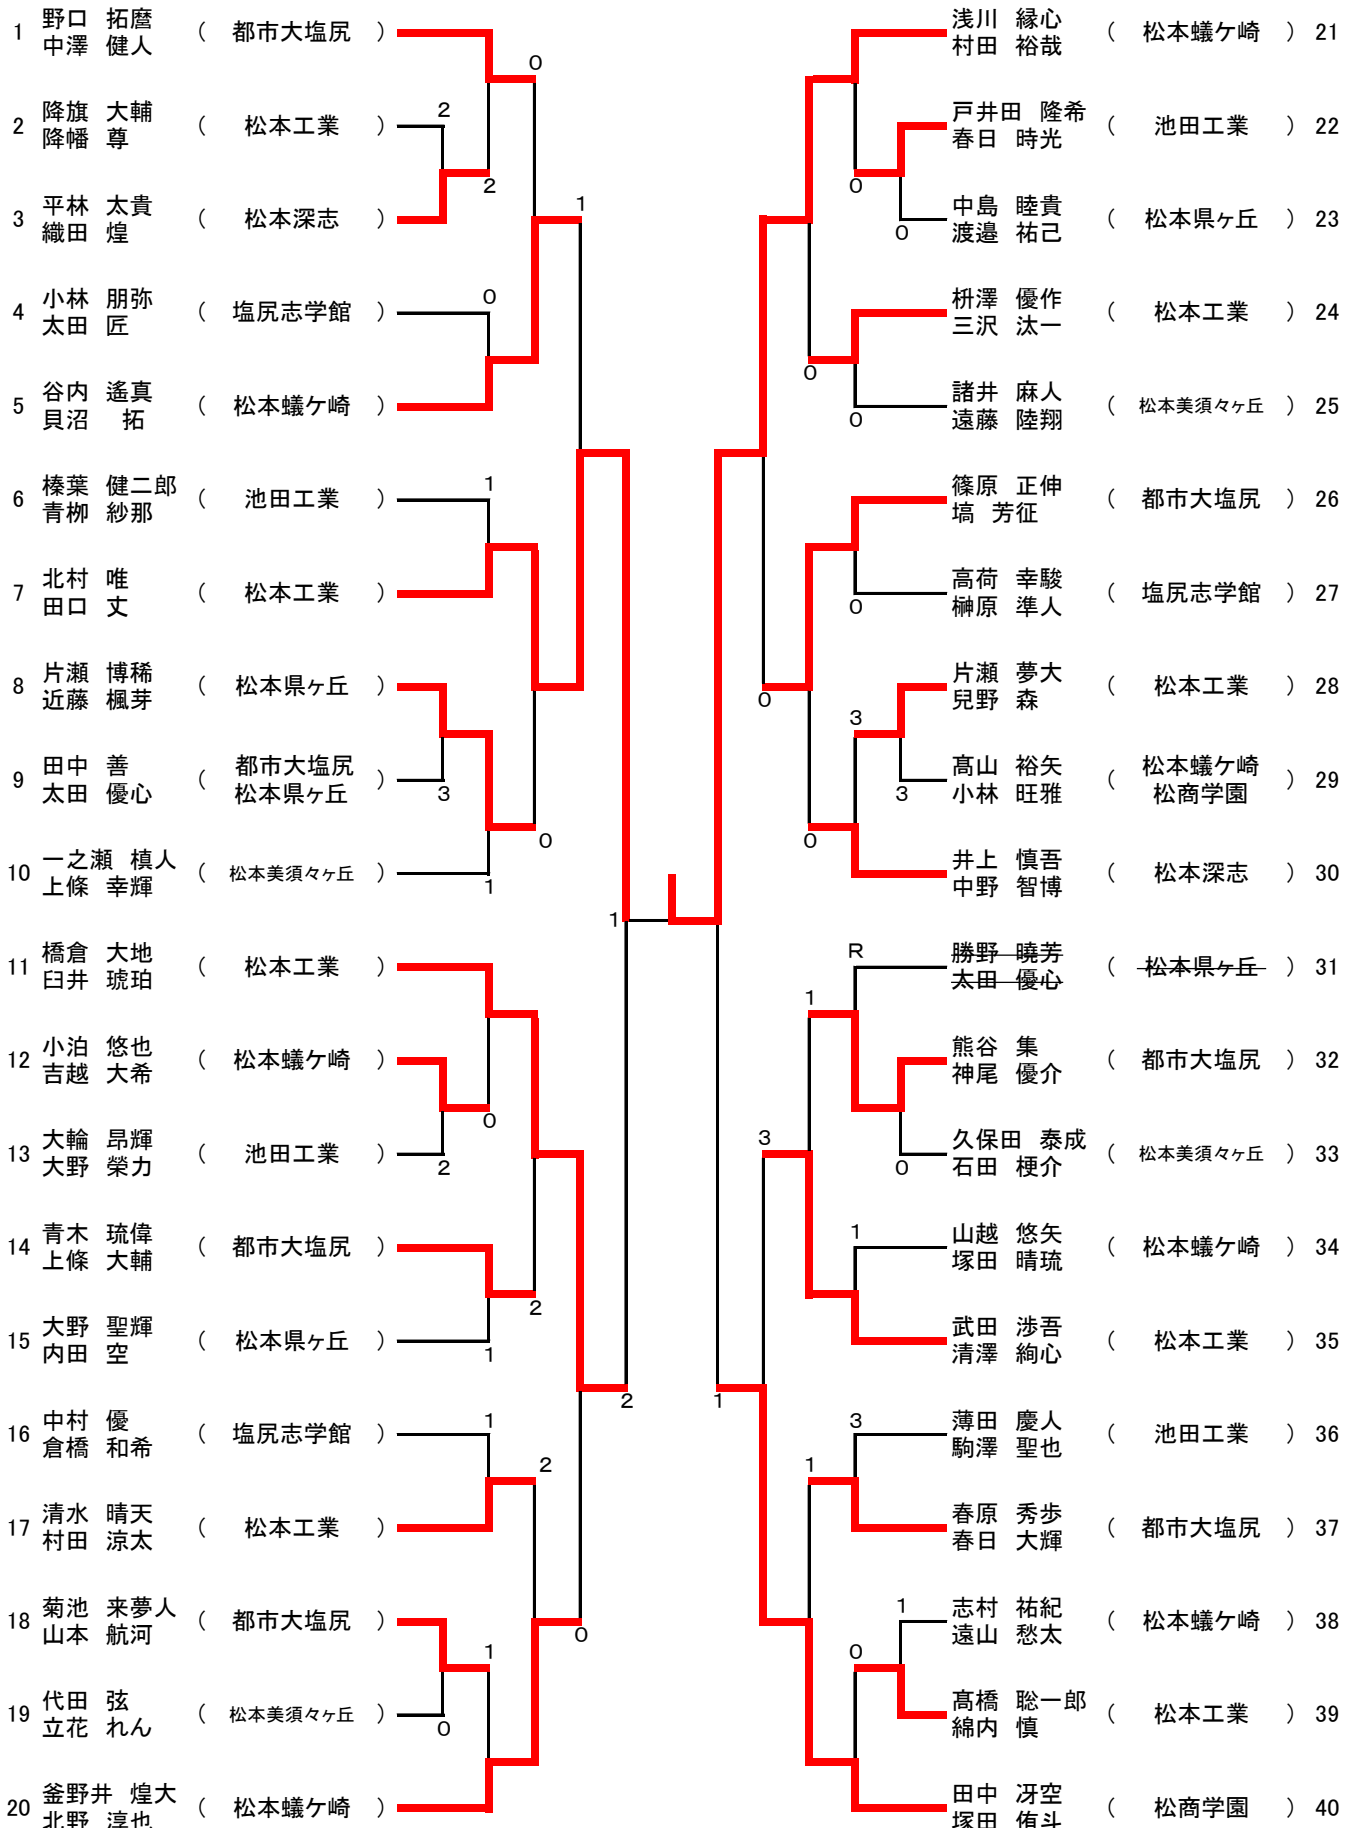 1 野口 拓麿 ( 都市大塩尻 )
中澤 健人
0
2 降旗 大輔 ( 松本工業 ) 2
降幡 尊
2
3 平林 太貴 ( 松本深志 )
織田 煌
1
4 小林 朋弥 ( 塩尻志学館 ) 0
太田 匠
5 谷内 遙真 ( 松本蟻ケ崎 )
貝沼 拓
6 榛葉 健二郎 ( 池田工業 ) 1
青栁 紗那
7 北村 唯 ( 松本工業 )
田口 丈
8 片瀬 博稀 ( 松本県ヶ丘 )
近藤 楓芽
9 田中 善 ( 都市大塩尻
太田 優心 松本県ヶ丘 ) 3
0
10 一之瀬 槙人 ( 松本美須々ヶ丘 ) 1
上條 幸輝
1
11 橋倉 大地 ( 松本工業 )
臼井 琥珀
12 小泊 悠也 ( 松本蟻ケ崎 )
吉越 大希
0
13 大輪 昂輝 ( 池田工業 ) 2
大野 榮力
14 青木 琉偉 ( 都市大塩尻 )
上條 大輔
2
15 大野 聖輝 ( 松本県ヶ丘 ) 1
内田 空
2
16 中村 優 ( 塩尻志学館 ) 1
倉橋 和希
2
17 清水 晴天 ( 松本工業 )
村田 涼太
18 菊池 来夢人 ( 都市大塩尻 )
山本 航河
0
1
19 代田 弦 ( 松本美須々ヶ丘 ) 0
立花 れん
20 釜野井 煌大 ( 松本蟻ケ崎 )
北野 淳也
浅川 縁心 ( 松本蟻ケ崎 ) 21
村田 裕哉
戸井田 隆希 ( 池田工業 ) 22
春日 時光
0
中島 睦貴 ( 松本県ヶ丘 ) 23
渡邉 祐己
0
枡澤 優作 ( 松本工業 ) 24
三沢 汰一
0
諸井 麻人 ( 松本美須々ヶ丘 ) 25
遠藤 陸翔
0
篠原 正伸 ( 都市大塩尻 ) 26
塙 芳征
高荷 幸駿 ( 塩尻志学館 ) 27
榊原 準人
0
片瀬 夢大 ( 松本工業 ) 28
兒野 森
0
3
髙山 裕矢 ( 松本蟻ケ崎
小林 旺雅 松商学園 ) 29
3
0
井上 慎吾 ( 松本深志 ) 30
中野 智博
R 勝野 曉芳 ( 松本県ヶ丘 ) 31
太田 優心
1
熊谷 集 ( 都市大塩尻 ) 32
神尾 優介
3
久保田 泰成 ( 松本美須々ヶ丘 ) 33
石田 梗介
0
1 山越 悠矢 ( 松本蟻ケ崎 ) 34
塚田 晴琉
武田 渉吾 ( 松本工業 ) 35
清澤 絢心
1
3 薄田 慶人 ( 池田工業 ) 36
駒澤 聖也
1
春原 秀歩 ( 都市大塩尻 ) 37
春日 大輝
1 志村 祐紀 ( 松本蟻ケ崎 ) 38
遠山 愁太
0
髙橋 聡一郎 ( 松本工業 ) 39
綿内 慎
田中 冴空 ( 松商学園 ) 40
塚田 侑斗